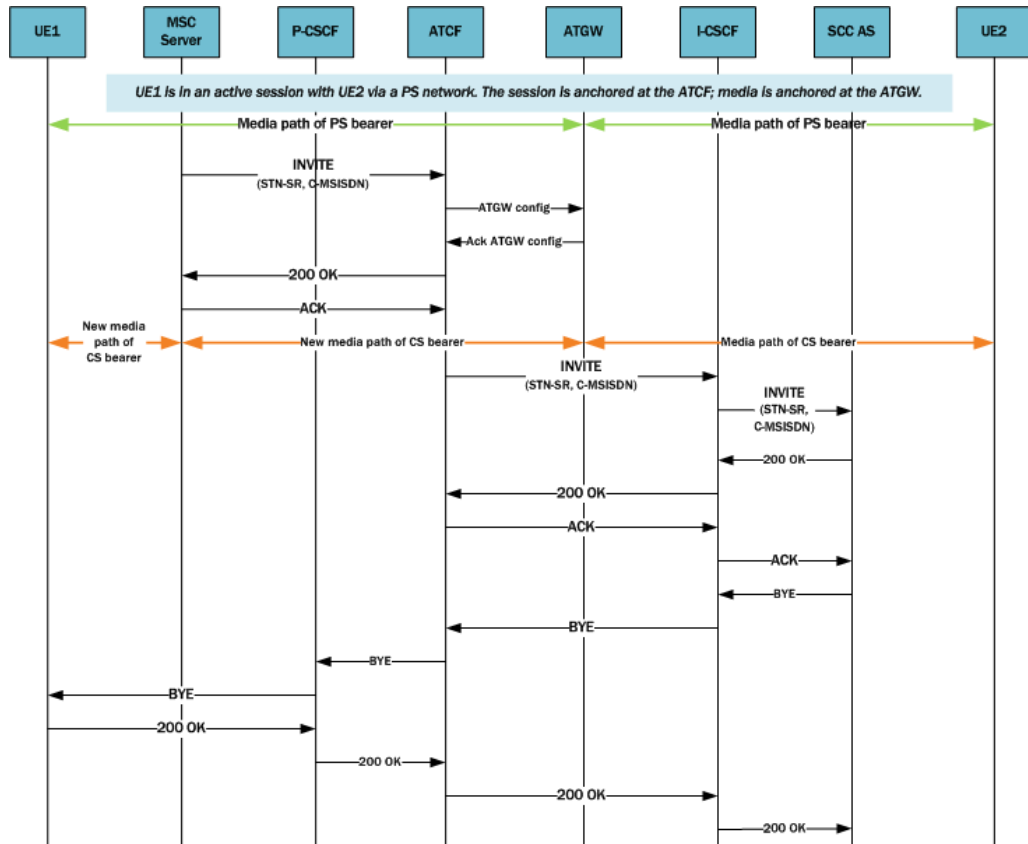 UE1
MSC
Server
P-CSCF
ATCF
ATGW
I-CSCF
SCC AS
UE2
UE1 is in an active session with UE2 via a PS network. The session is anchored at the ATCF; media is anchored at the ATGW.
Media path of PS bearer
Media path of PS bearer
INVITE
(STN-SR, C-MSISDN)
ATGW config
Ack ATGW config
200 OK
ACK
New media
path of
CS bearer
New media path of CS bearer
Media path of CS bearer
INVITE
(STN-SR, C-MSISDN)
INVITE
(STN-SR,
C-MSISDN)
200 OK
200 OK
ACK
ACK
BYE
BYE
BYE
BYE
200 OK
200 OK
200 OK
200 OK